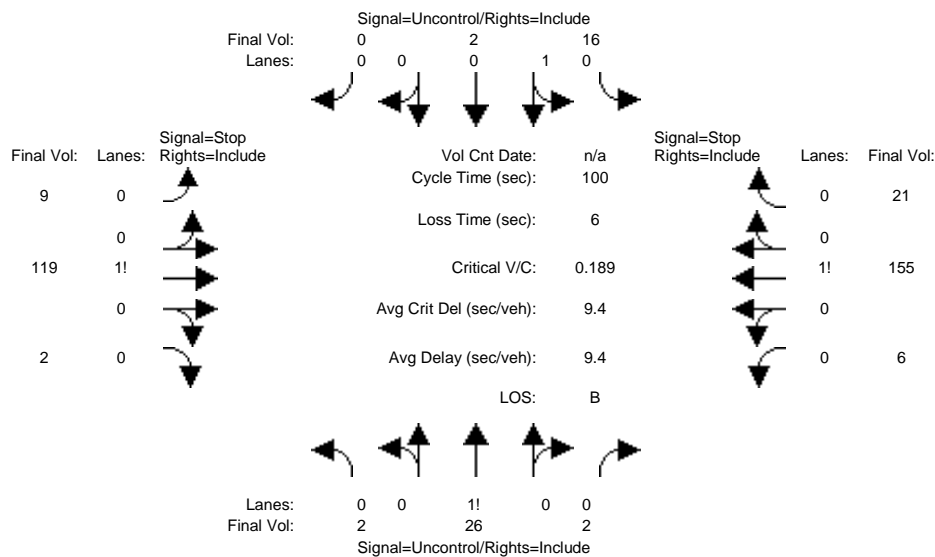 Signal=Uncontrol/Rights=Include
Final Vol: 0 2 16
Lanes: 0 0 0 1 0
Signal=Stop Signal=Stop
Final Vol: Lanes: Rights=Include Vol Cnt Date: n/a Rights=Include Lanes: Final Vol:
Cycle Time (sec): 100
9 0 0 21
Loss Time (sec): 6
0 0
119 1! Critical V/C: 0.189 1! 155
0 Avg Crit Del (sec/veh): 9.4 0
2 0 Avg Delay (sec/veh): 9.4 0 6
LOS: B
Lanes: 0 0 1! 0 0
Final Vol: 2 26 2
Signal=Uncontrol/Rights=Include